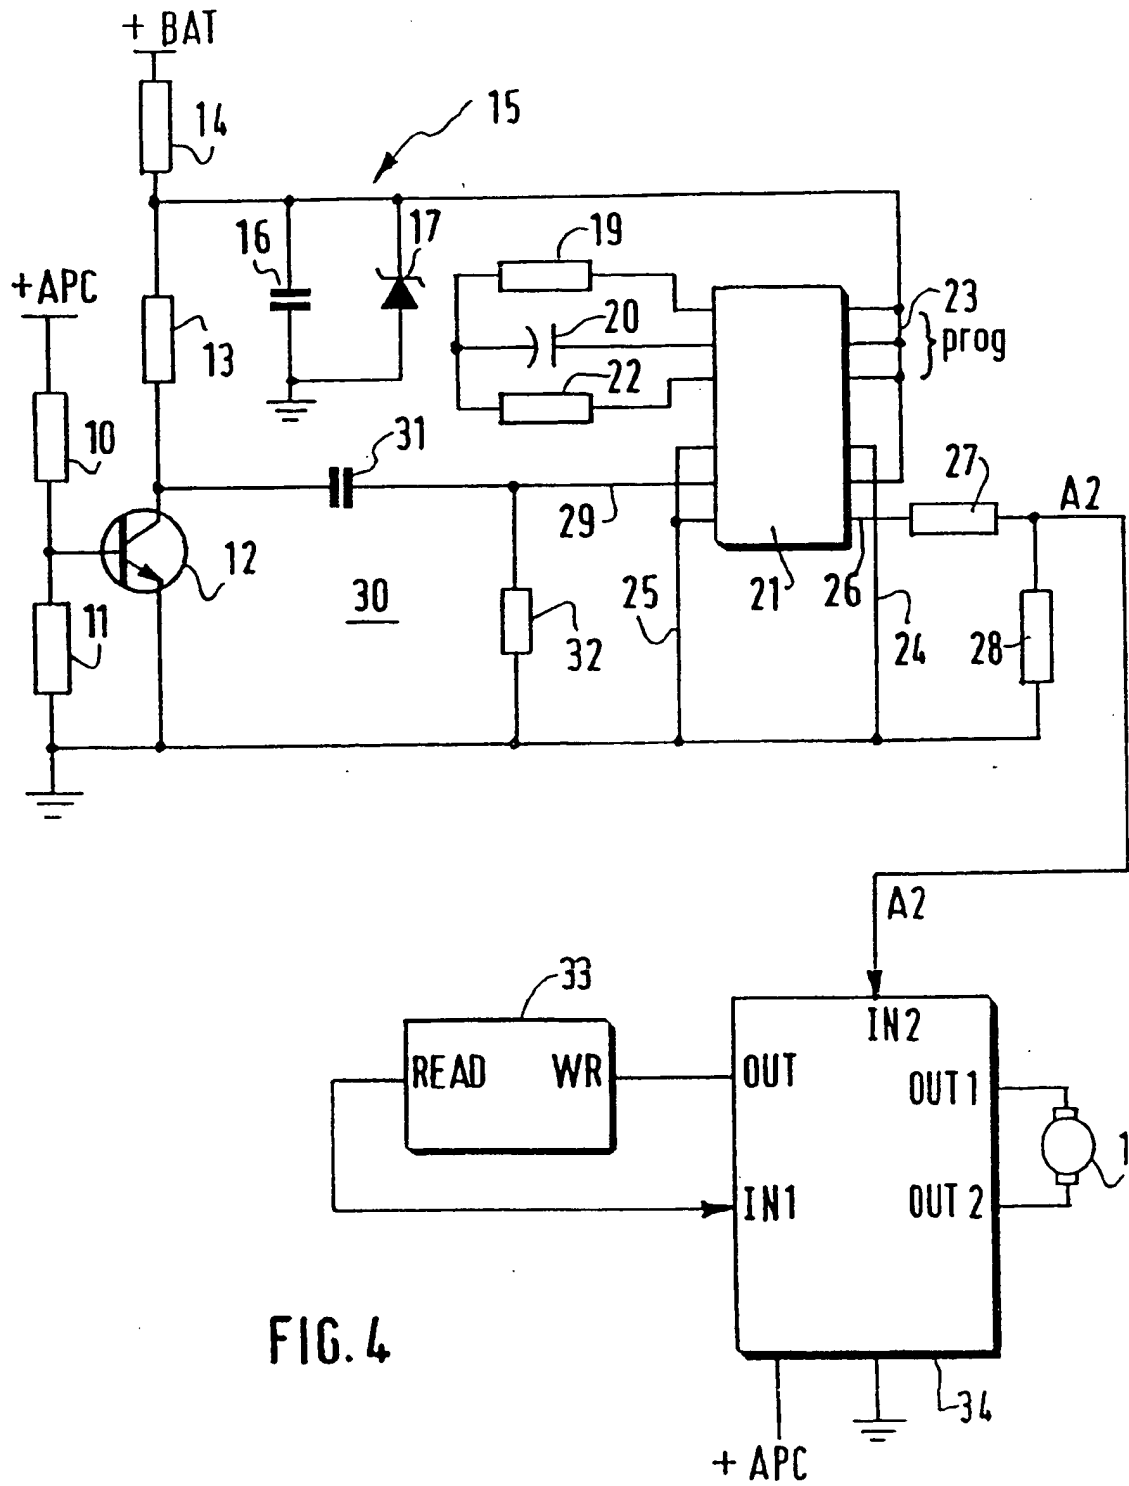 + BAT
14
15
16
17
19
+APC
20
23
prog
13
22
10
31
27
A2
29
12
21
26
25
30
11
32
24
28
A2
33
IN2
READ WR
OUT
OUT 1
1
IN1
OUT 2
FIG. 4
34
+ APC